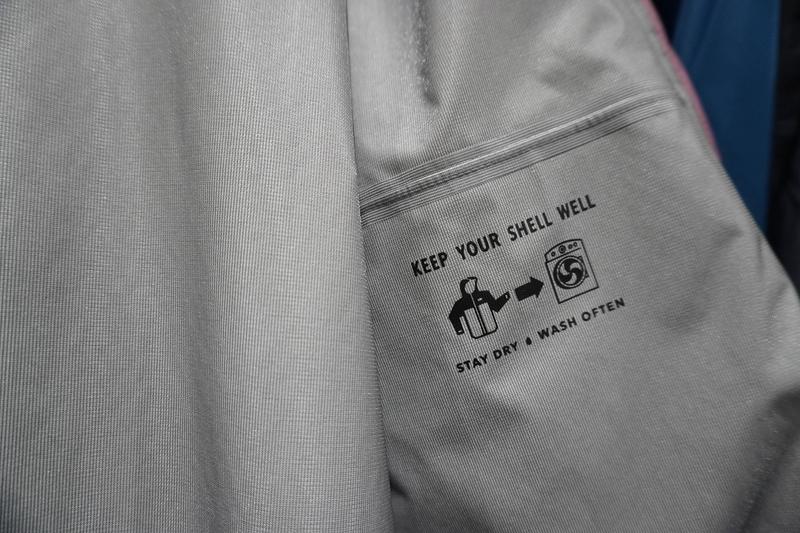 KEEP YOUR SHELL WELL
STAY DRY WASH OFTEN